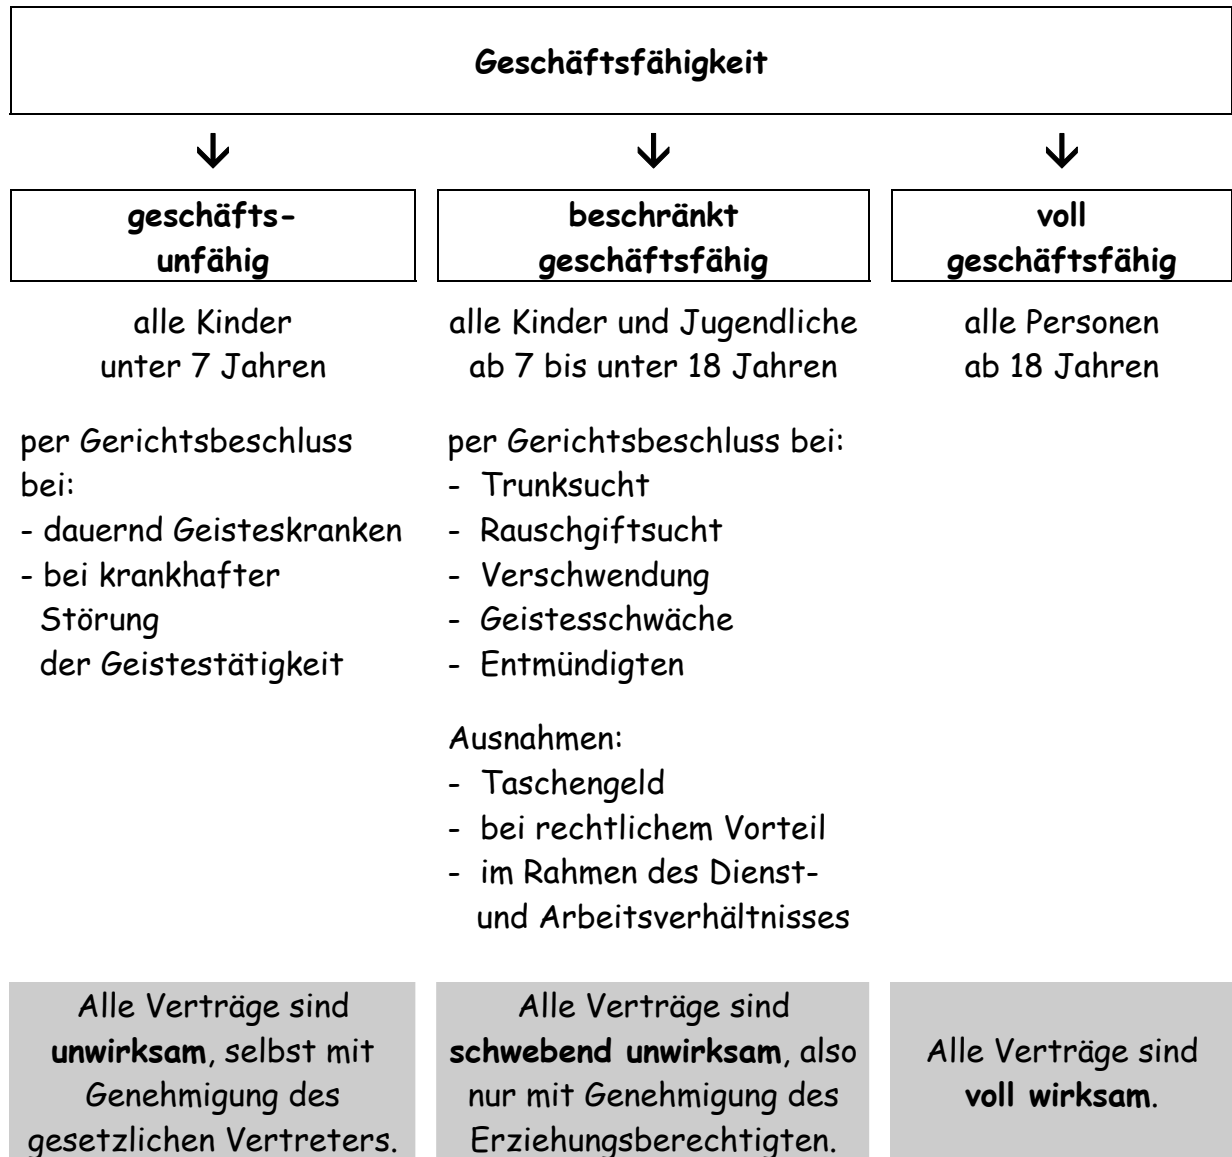 Geschäftsfähigkeit
geschäfts-
unfähig
alle Kinder
unter 7 Jahren
per Gerichtsbeschluss
bei:
- dauernd Geisteskranken
- bei krankhafter
Störung
der Geistestätigkeit
Alle Verträge sind
unwirksam, selbst mit
Genehmigung des
gesetzlichen Vertreters.
beschränkt
geschäftsfähig
alle Kinder und Jugendliche
ab 7 bis unter 18 Jahren
per Gerichtsbeschluss bei:
- Trunksucht
- Rauschgiftsucht
- Verschwendung
- Geistesschwäche
- Entmündigten
Ausnahmen:
- Taschengeld
- bei rechtlichem Vorteil
- im Rahmen des Dienst-
und Arbeitsverhältnisses
Alle Verträge sind
schwebend unwirksam, also
nur mit Genehmigung des
Erziehungsberechtigten.
voll
geschäftsfähig
alle Personen
ab 18 Jahren
Alle Verträge sind
voll wirksam.